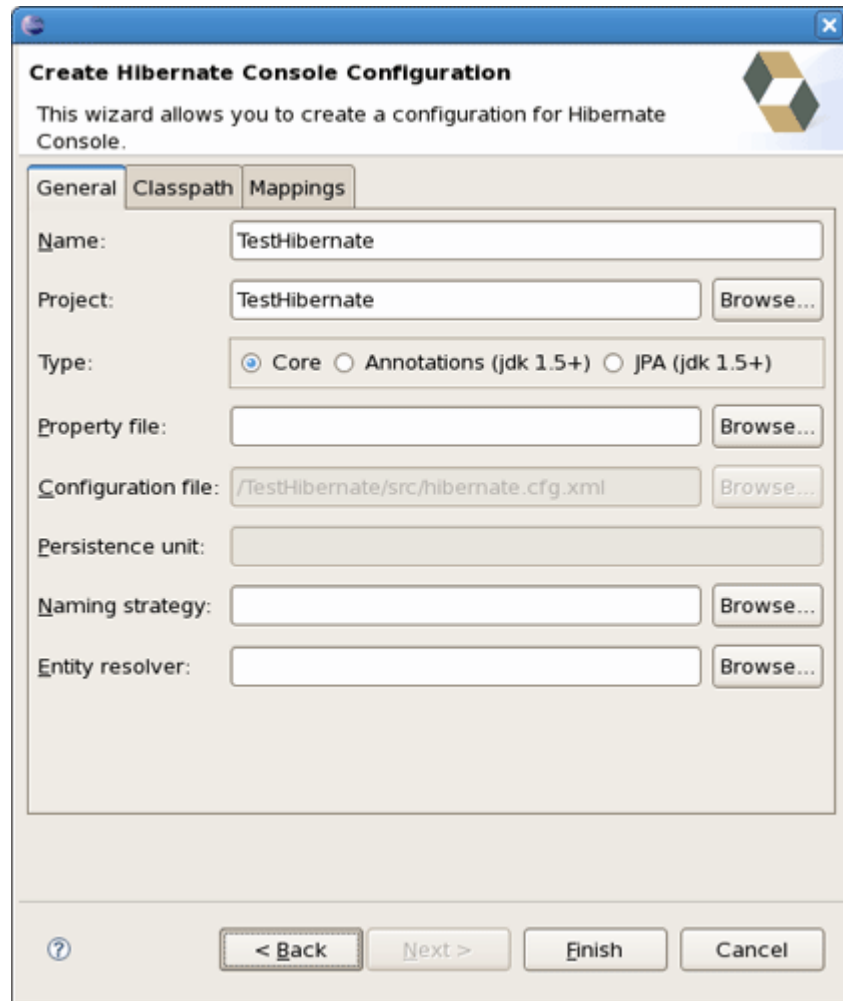 Create Hibernate Console Configuration
This wizard allows you to create a configuration for Hibernate
Console.
General Classpath Mappings
Name: TestHibernate
Project: TestHibernate Browse...
Type: Core Annotations (jdk 1.5+) JPA (jdk 1.5+)
Property file: Browse...
Configuration file: /TestHibernate/src/hibernate.cfg.xml Browse...
Persistence unit:
Naming strategy: Browse...
Entity resolver: Browse...
? < Back Next > Finish Cancel